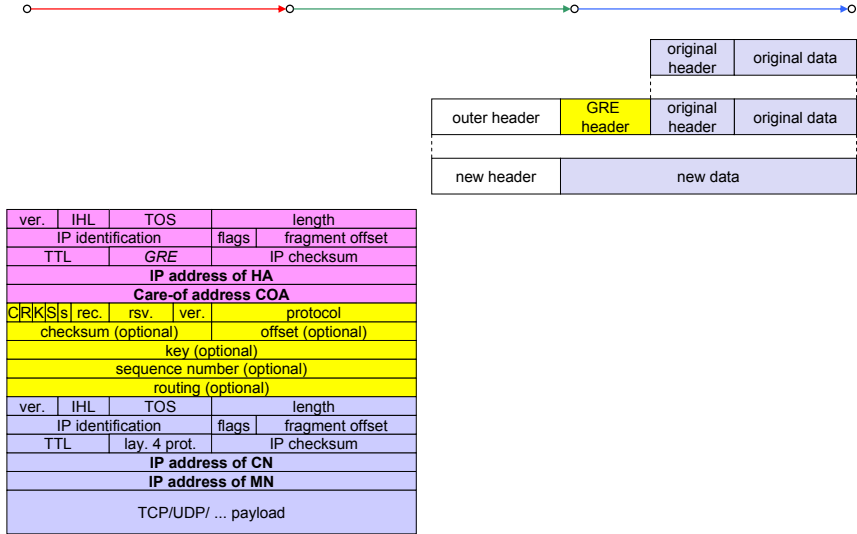 original header original data
outer header GRE header original header original data
new header new data
ver. IHL TOS length
IP identification flags fragment offset
TTL GRE IP checksum
IP address of HA
Care-of address COA
C R K S s rec. rsv. ver. protocol
checksum (optional) offset (optional)
key (optional)
sequence number (optional)
routing (optional)
ver. IHL TOS length
IP identification flags fragment offset
TTL lay. 4 prot. IP checksum
IP address of CN
IP address of MN
TCP/UDP/ ... payload